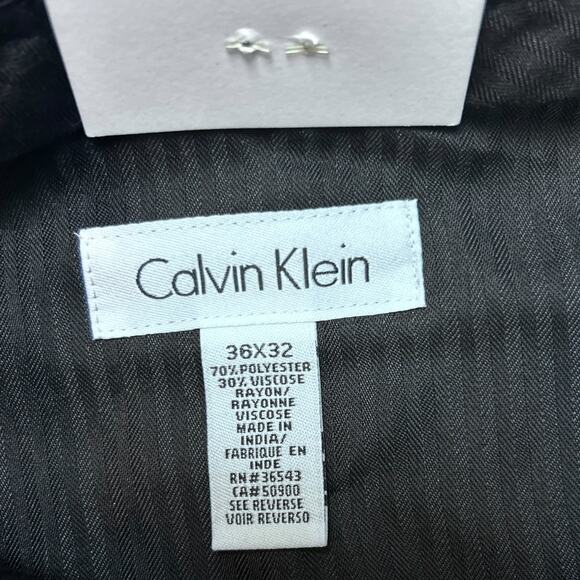 Calvin Klein
36X32
70% POLYESTER
30% VISCOSE
RAYON/
RAYONNE
VISCOSE
MADE IN
INDIA/
FABRIQUE EN
INDE
RN#36543
CA#50900
SEE REVERSE
VOIR REVERSO